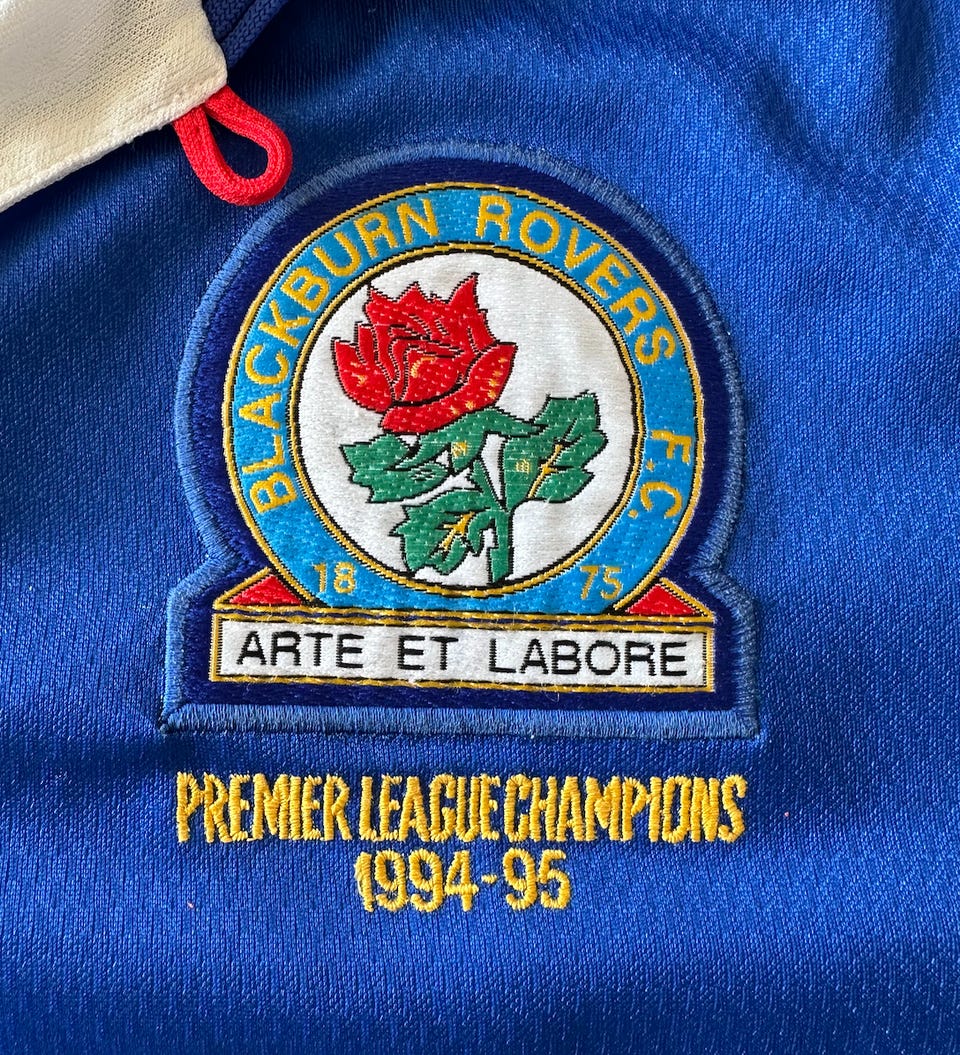 BLACKBURN ROVERS F.C.
18 75
ARTE ET LABORE
PREMIER LEAGUE CHAMPIONS
1994-95